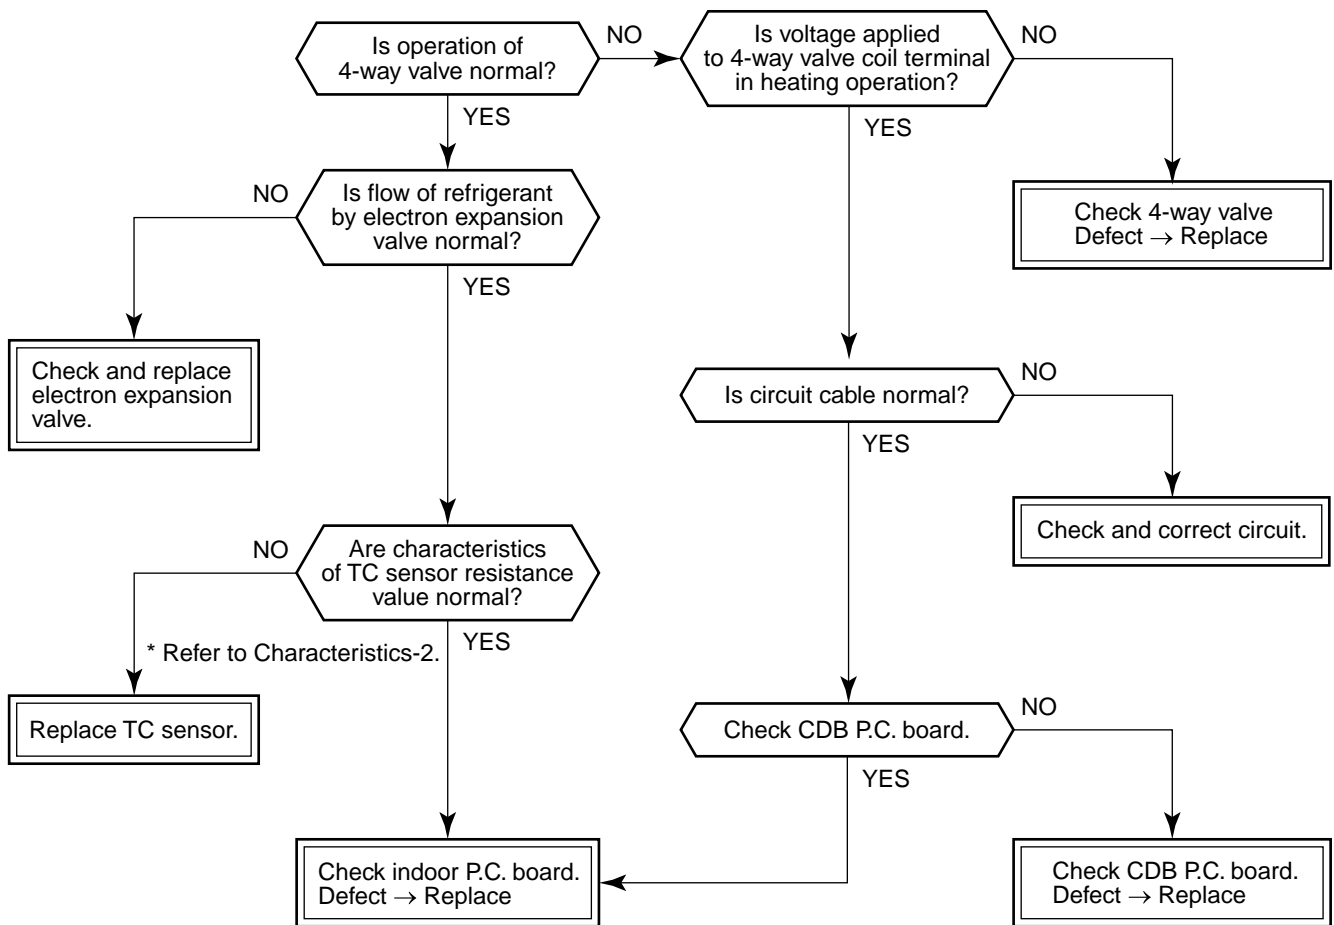 Is operation of
4-way valve normal?
NO
Is voltage applied
to 4-way valve coil terminal
in heating operation?
NO
YES
YES
Check 4-way valve
Defect → Replace
NO
Is flow of refrigerant
by electron expansion
valve normal?
YES
Check and replace
electron expansion
valve.
Is circuit cable normal?
NO
YES
Check and correct circuit.
NO
Are characteristics
of TC sensor resistance
value normal?
YES
* Refer to Characteristics-2.
Replace TC sensor.
Check CDB P.C. board.
NO
YES
Check indoor P.C. board.
Defect → Replace
Check CDB P.C. board.
Defect → Replace